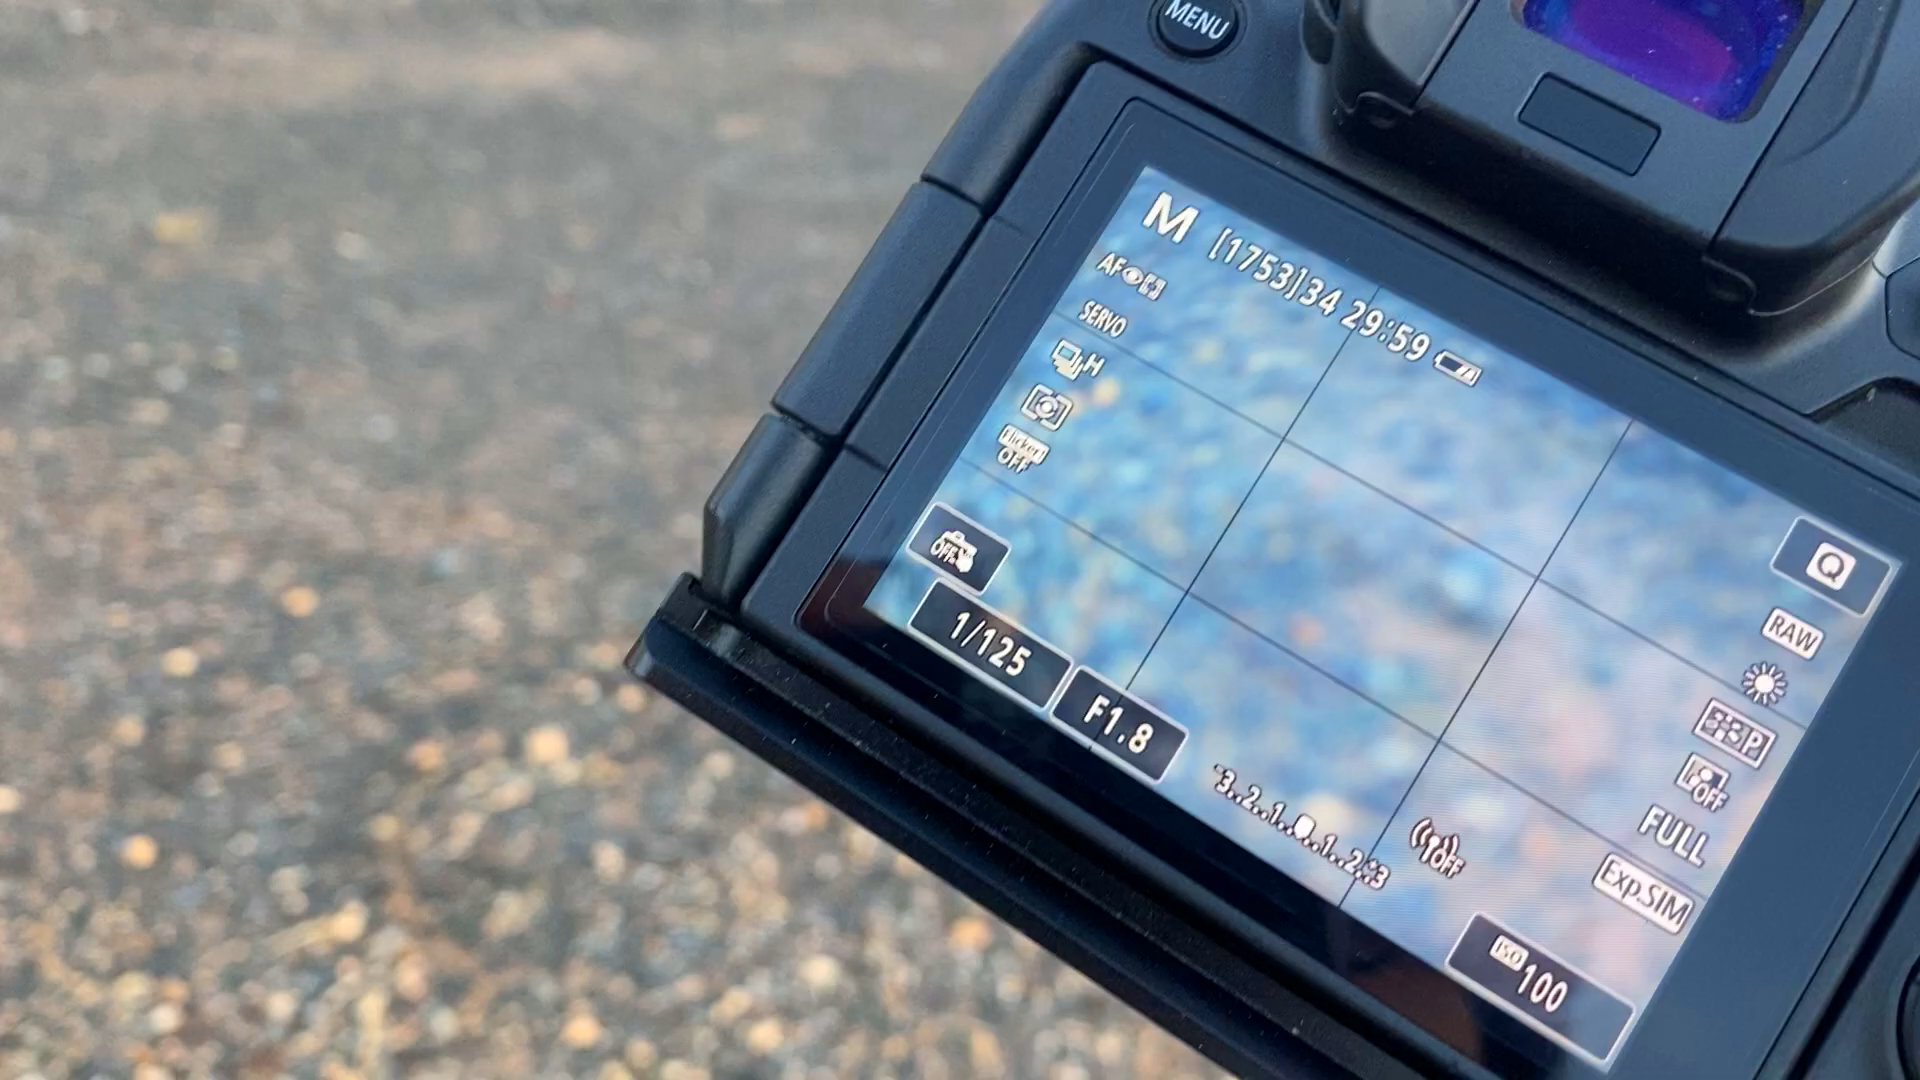 MENU
M [1753]34 29:59
AF
SERVO
H
Flicker!
OFF
OFF
1/125
F1.8
-3..2..1..0..1..2..+3
OFF
Q
RAW
P
OFF
FULL
Exp.SIM
ISO 100